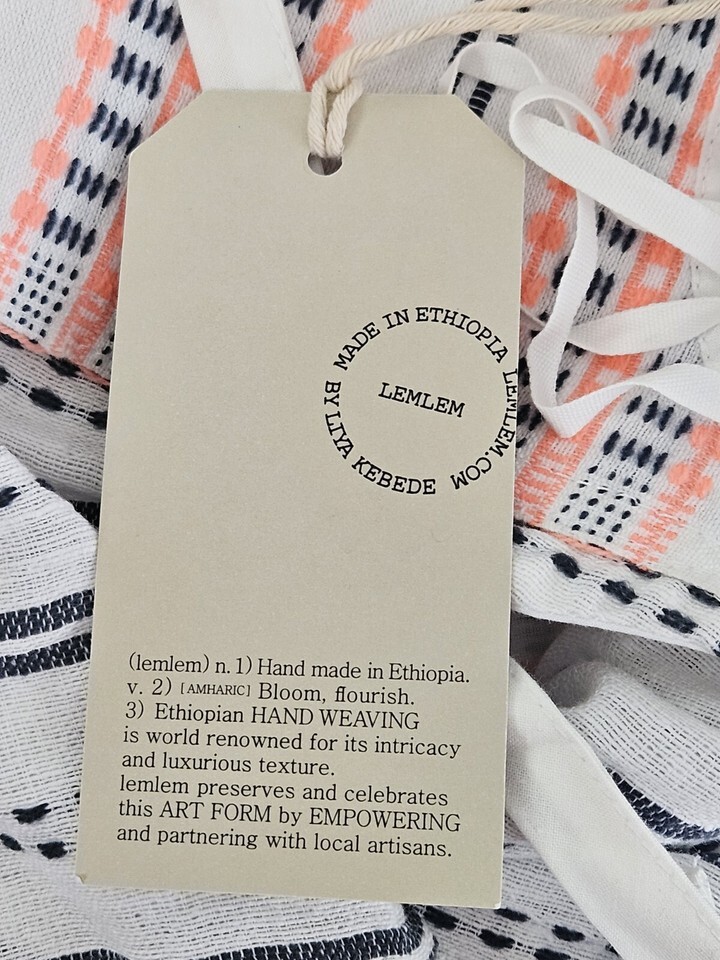 MADE IN ETHIOPIA
LEMLEM.COM
BY LIYA KEBEDE
LEMLEM
(lemlem) n. 1) Hand made in Ethiopia.
v. 2) [AMHARIC] Bloom, flourish.
3) Ethiopian HAND WEAVING
is world renowned for its intricacy
and luxurious texture.
lemlem preserves and celebrates
this ART FORM by EMPOWERING
and partnering with local artisans.